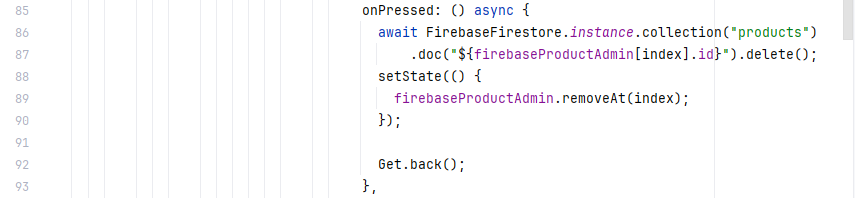 85 onPressed: () async {
86 await FirebaseFirestore.instance.collection("products")
87 .doc("${firebaseProductAdmin[index].id}").delete();
88 setState(() {
89 firebaseProductAdmin.removeAt(index);
90 });
91
92 Get.back();
93 },